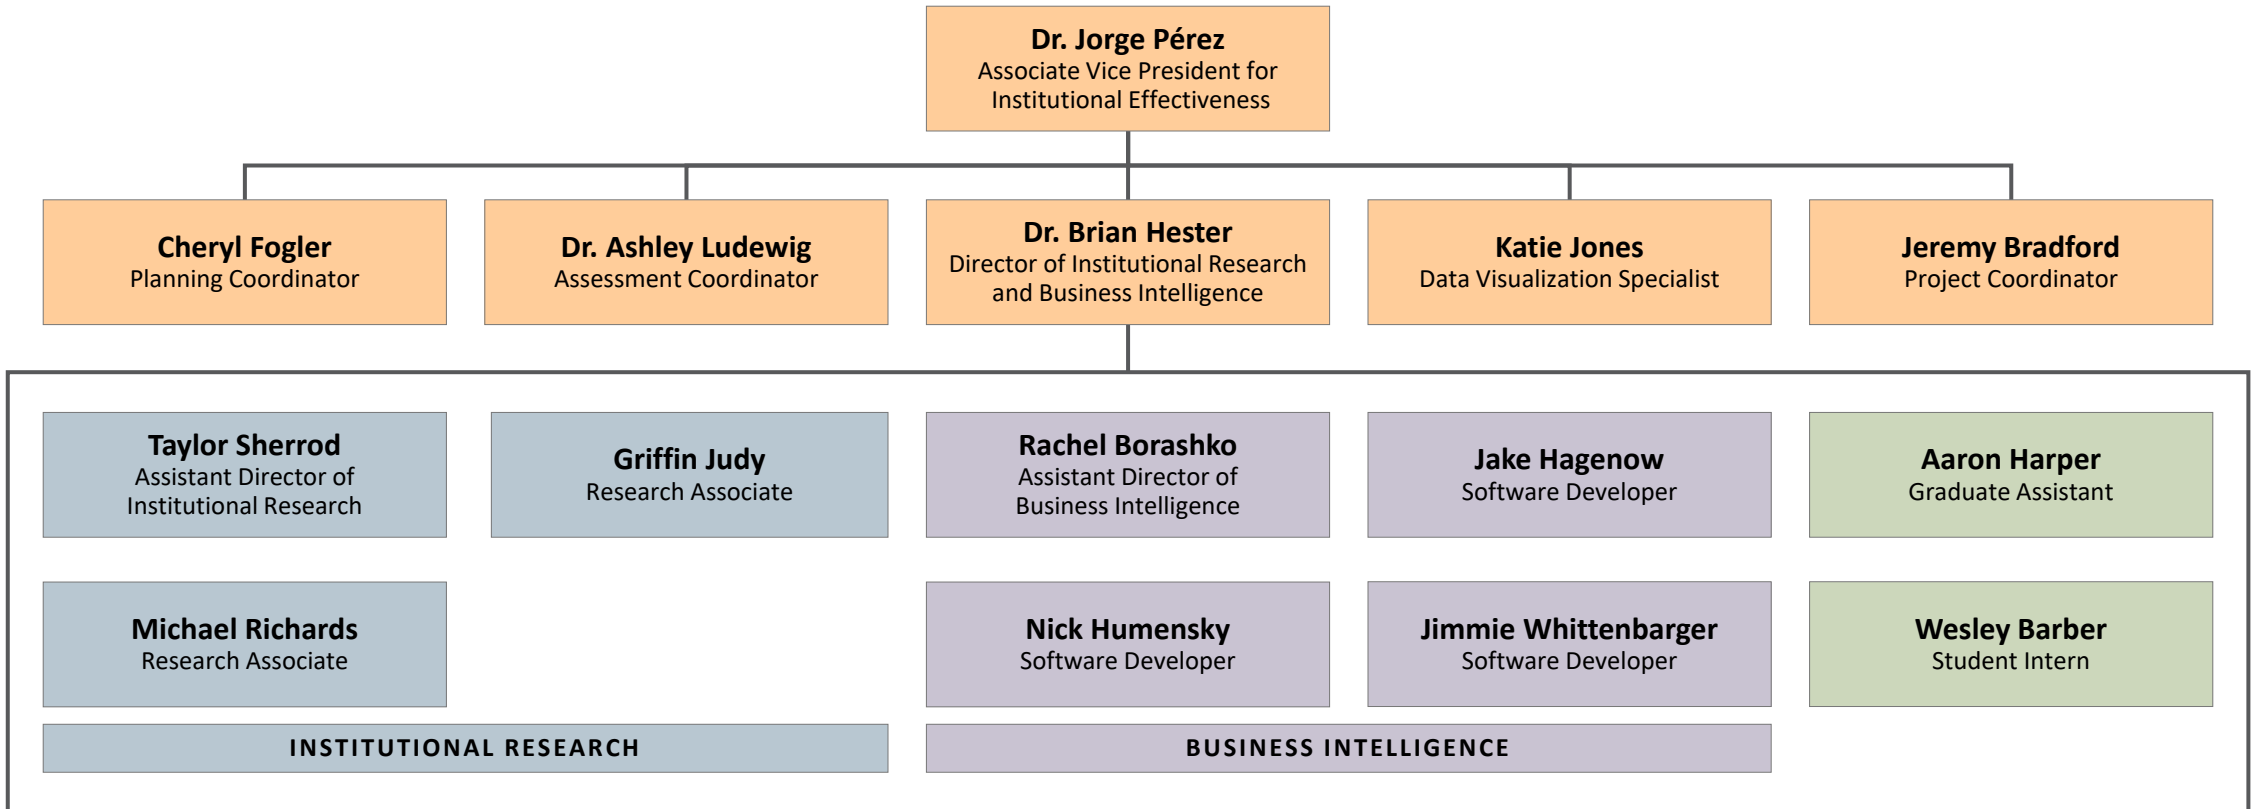 Dr. Jorge Pérez
Associate Vice President for
Institutional Effectiveness
Cheryl Fogler
Planning Coordinator
Dr. Ashley Ludewig
Assessment Coordinator
Dr. Brian Hester
Director of Institutional Research
and Business Intelligence
Katie Jones
Data Visualization Specialist
Jeremy Bradford
Project Coordinator
Taylor Sherrod
Assistant Director of
Institutional Research
Griffin Judy
Research Associate
Rachel Borashko
Assistant Director of
Business Intelligence
Jake Hagenow
Software Developer
Aaron Harper
Graduate Assistant
Michael Richards
Research Associate
Nick Humensky
Software Developer
Jimmie Whittenbarger
Software Developer
Wesley Barber
Student Intern
INSTITUTIONAL RESEARCH
BUSINESS INTELLIGENCE